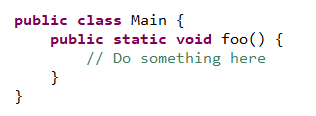 public class Main {
    public static void foo() {
        // Do something here
    }
}